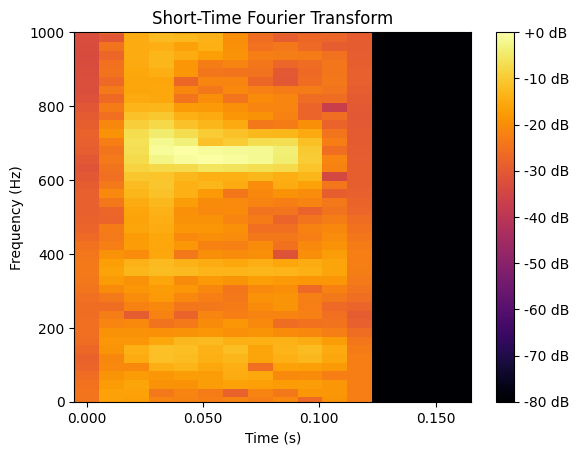 Short-Time Fourier Transform
1000
800
600
400
200
0
Frequency (Hz)
0.000
0.050
0.100
0.150
Time (s)
+0 dB
-10 dB
-20 dB
-30 dB
-40 dB
-50 dB
-60 dB
-70 dB
-80 dB